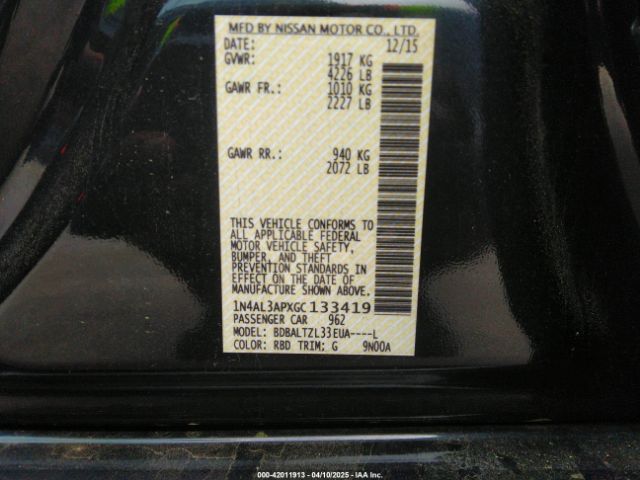 MFD BY NISSAN MOTOR CO., LTD.
DATE: 12/15
GVWR: 1917 KG
4226 LB
GAWR FR.: 1010 KG
2227 LB
GAWR RR.: 940 KG
2072 LB
THIS VEHICLE CONFORMS TO
ALL APPLICABLE FEDERAL
MOTOR VEHICLE SAFETY,
BUMPER, AND THEFT
PREVENTION STANDARDS IN
EFFECT ON THE DATE OF
MANUFACTURE SHOWN ABOVE.
1N4AL3APXGC133419
PASSENGER CAR 962
MODEL: BDBALTZL33EUA----L
COLOR: RBD TRIM: G 9N00A
000-42011913 - 04/10/2025 - IAA Inc.